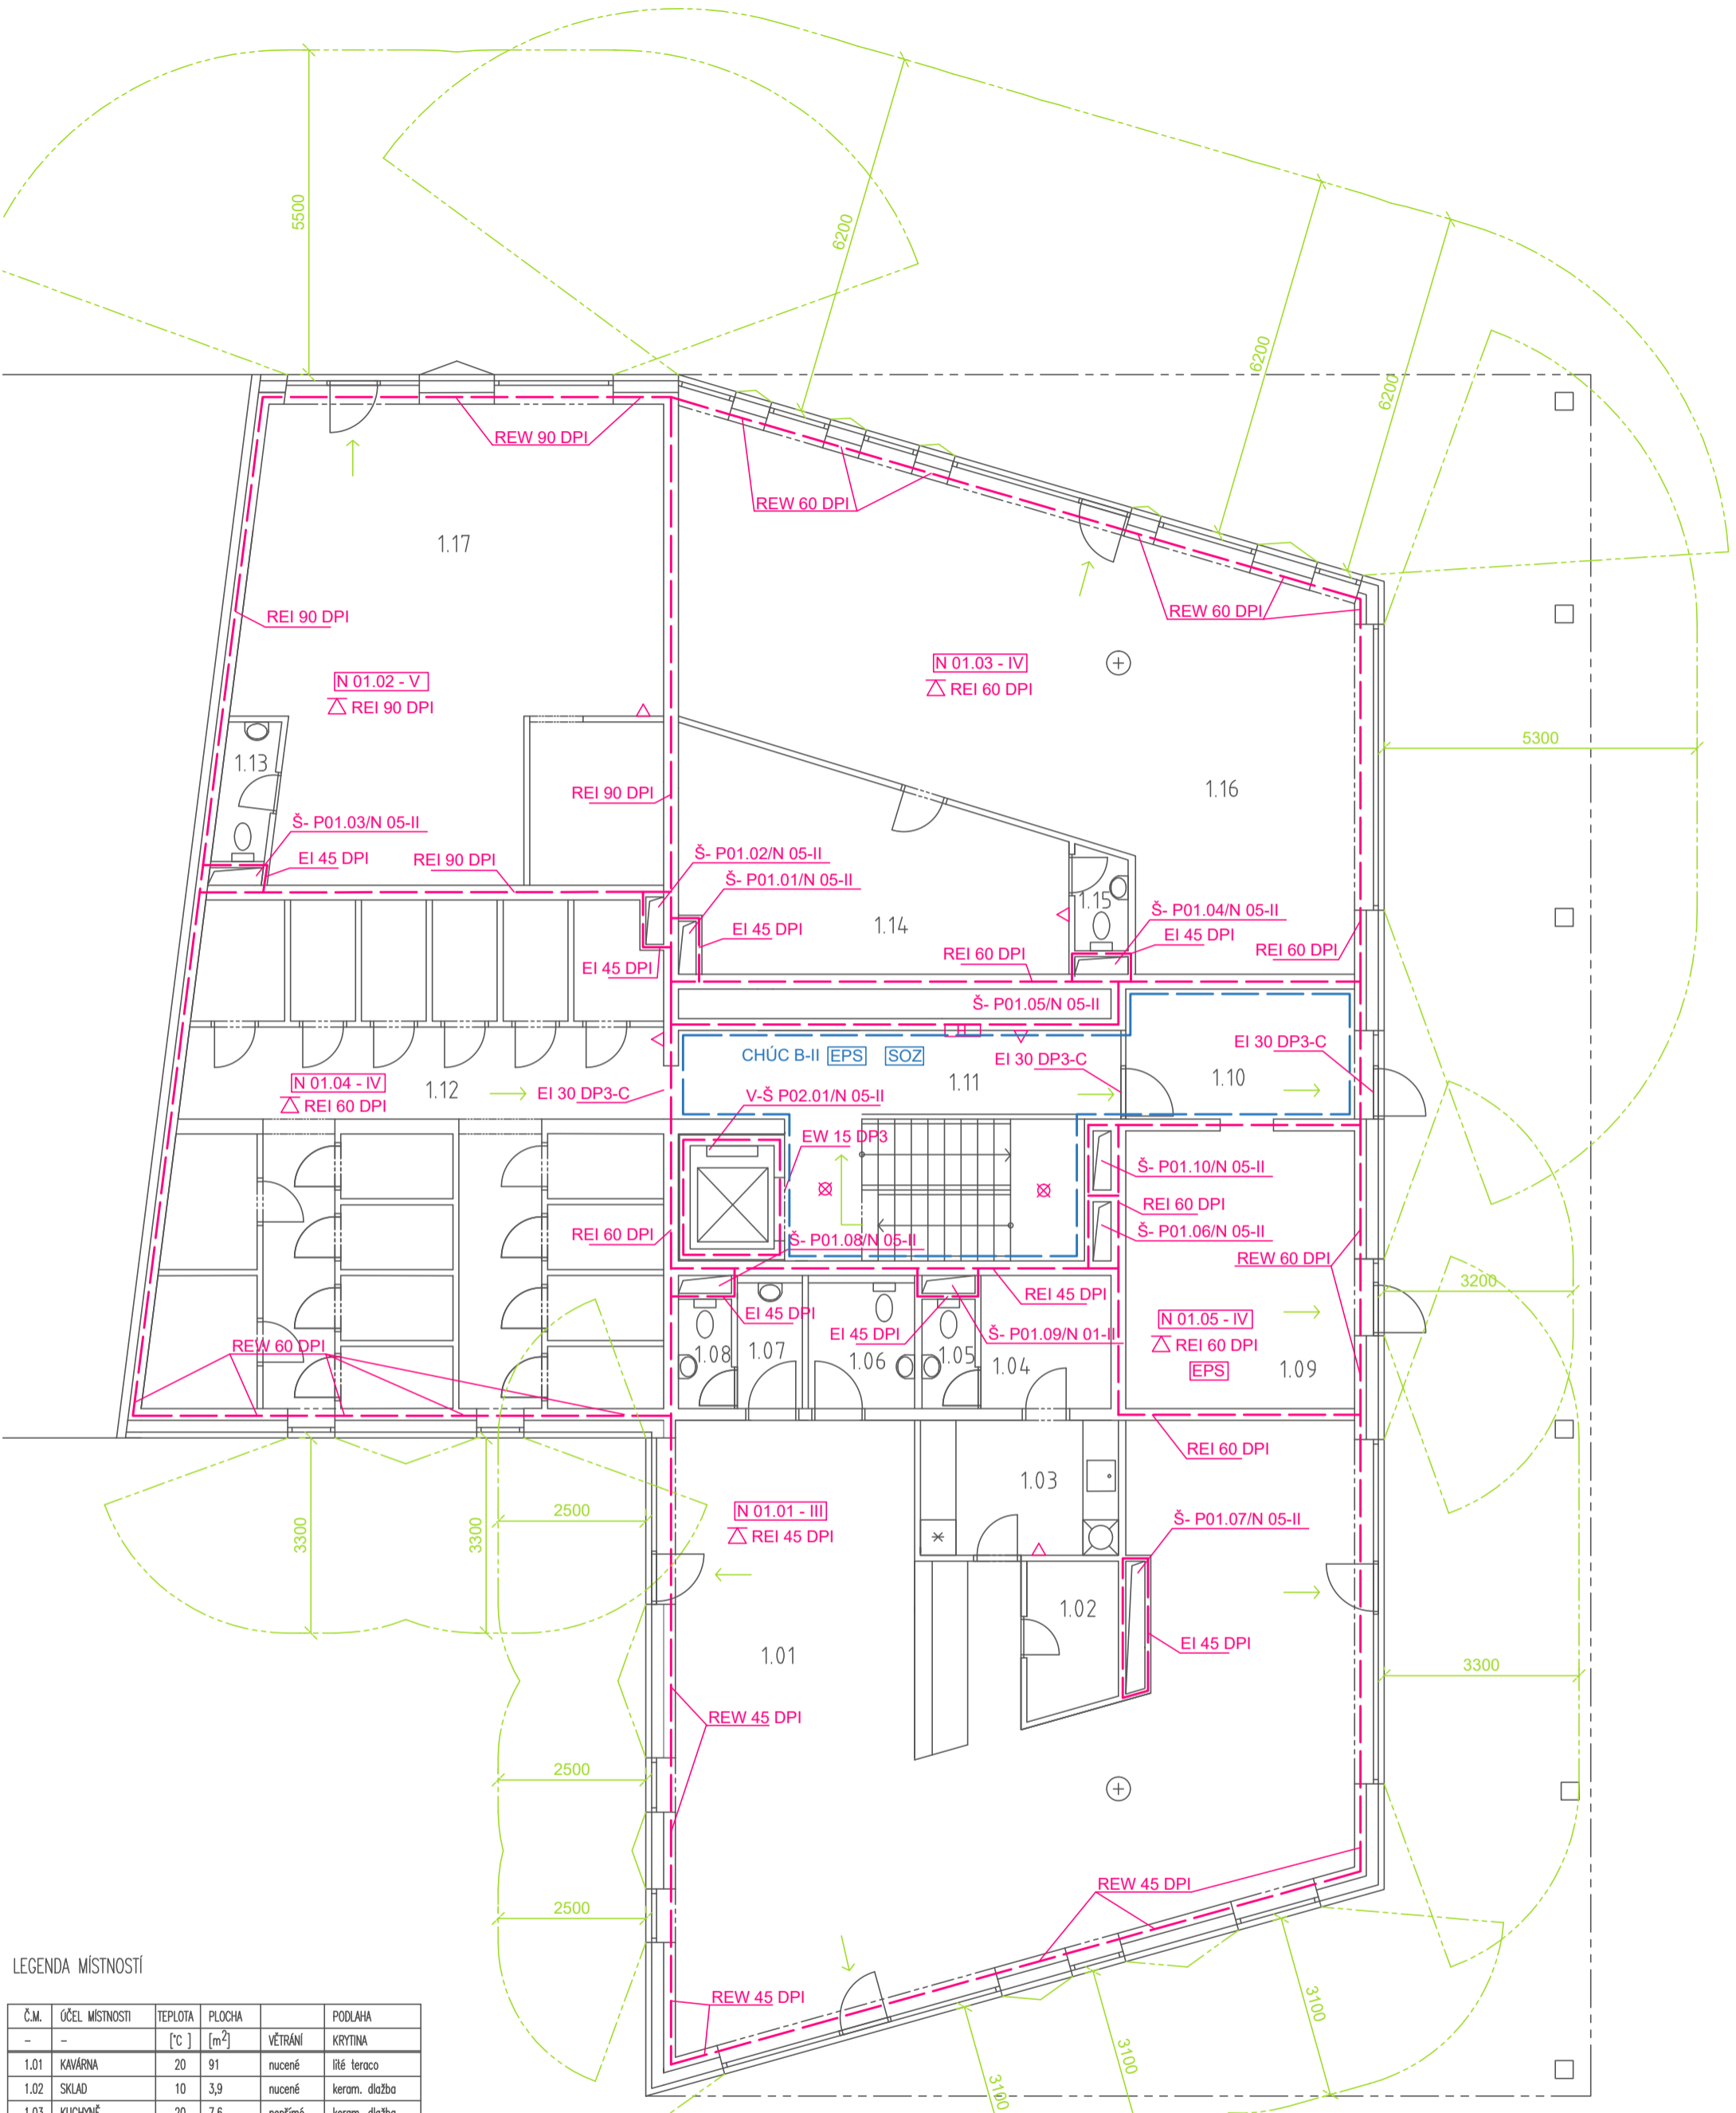 5500
6200
6200
6200
REW 90 DPI
REW 60 DPI
1.17
REI 90 DPI
REW 60 DPI
N 01.02 - V
REI 90 DPI
N 01.03 - IV
REI 60 DPI
5300
1.13
REI 90 DPI
1.16
Š- P01.03/N 05-II
EI 45 DPI
REI 90 DPI
Š- P01.02/N 05-II
Š- P01.01/N 05-II
1.15
Š- P01.04/N 05-II
EI 45 DPI
1.14
EI 45 DPI
REI 60 DPI
REI 60 DPI
EI 45 DPI
Š- P01.05/N 05-II
CHÚC B-II EPS SOZ
EI 30 DP3-C
EI 30 DP3-C
N 01.04 - IV
REI 60 DPI
1.12
EI 30 DP3-C
1.11
1.10
V-Š P02.01/N 05-II
EW 15 DP3
Š- P01.10/N 05-II
REI 60 DPI
REI 60 DPI
Š- P01.08/N 05-II
Š- P01.06/N 05-II
REW 60 DPI
3200
REI 45 DPI
EI 45 DPI
EI 45 DPI
Š- P01.09/N 01-II
N 01.05 - IV
REI 60 DPI
EPS
REW 60 DPI
1.08
1.07
1.06
1.05
1.04
1.09
REI 60 DPI
1.03
N 01.01 - III
REI 45 DPI
2500
3300
3300
Š- P01.07/N 05-II
1.02
1.01
EI 45 DPI
3300
REW 45 DPI
2500
REW 45 DPI
2500
REW 45 DPI
3100
3100
3100
LEGENDA MÍSTNOSTÍ
Č.M. ÚČEL MÍSTNOSTI TEPLOTA PLOCHA PODLAHA
- - [°C ] [m²] VĚTRÁNÍ KRYTINA
1.01 KAVÁRNA 20 91 nucené lité teraco
1.02 SKLAD 10 3,9 nucené keram. dlažba
1.03 KUCHYNĚ 20 7,6 nepřímé keram. dlažba